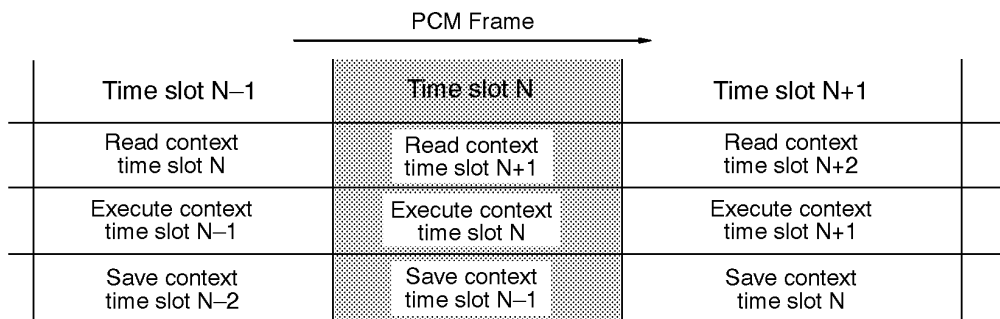 PCM Frame
Time slot N–1
Time slot N
Time slot N+1
Read context
time slot N
Read context
time slot N+1
Read context
time slot N+2
Execute context
time slot N–1
Execute context
time slot N
Execute context
time slot N+1
Save context
time slot N–2
Save context
time slot N–1
Save context
time slot N